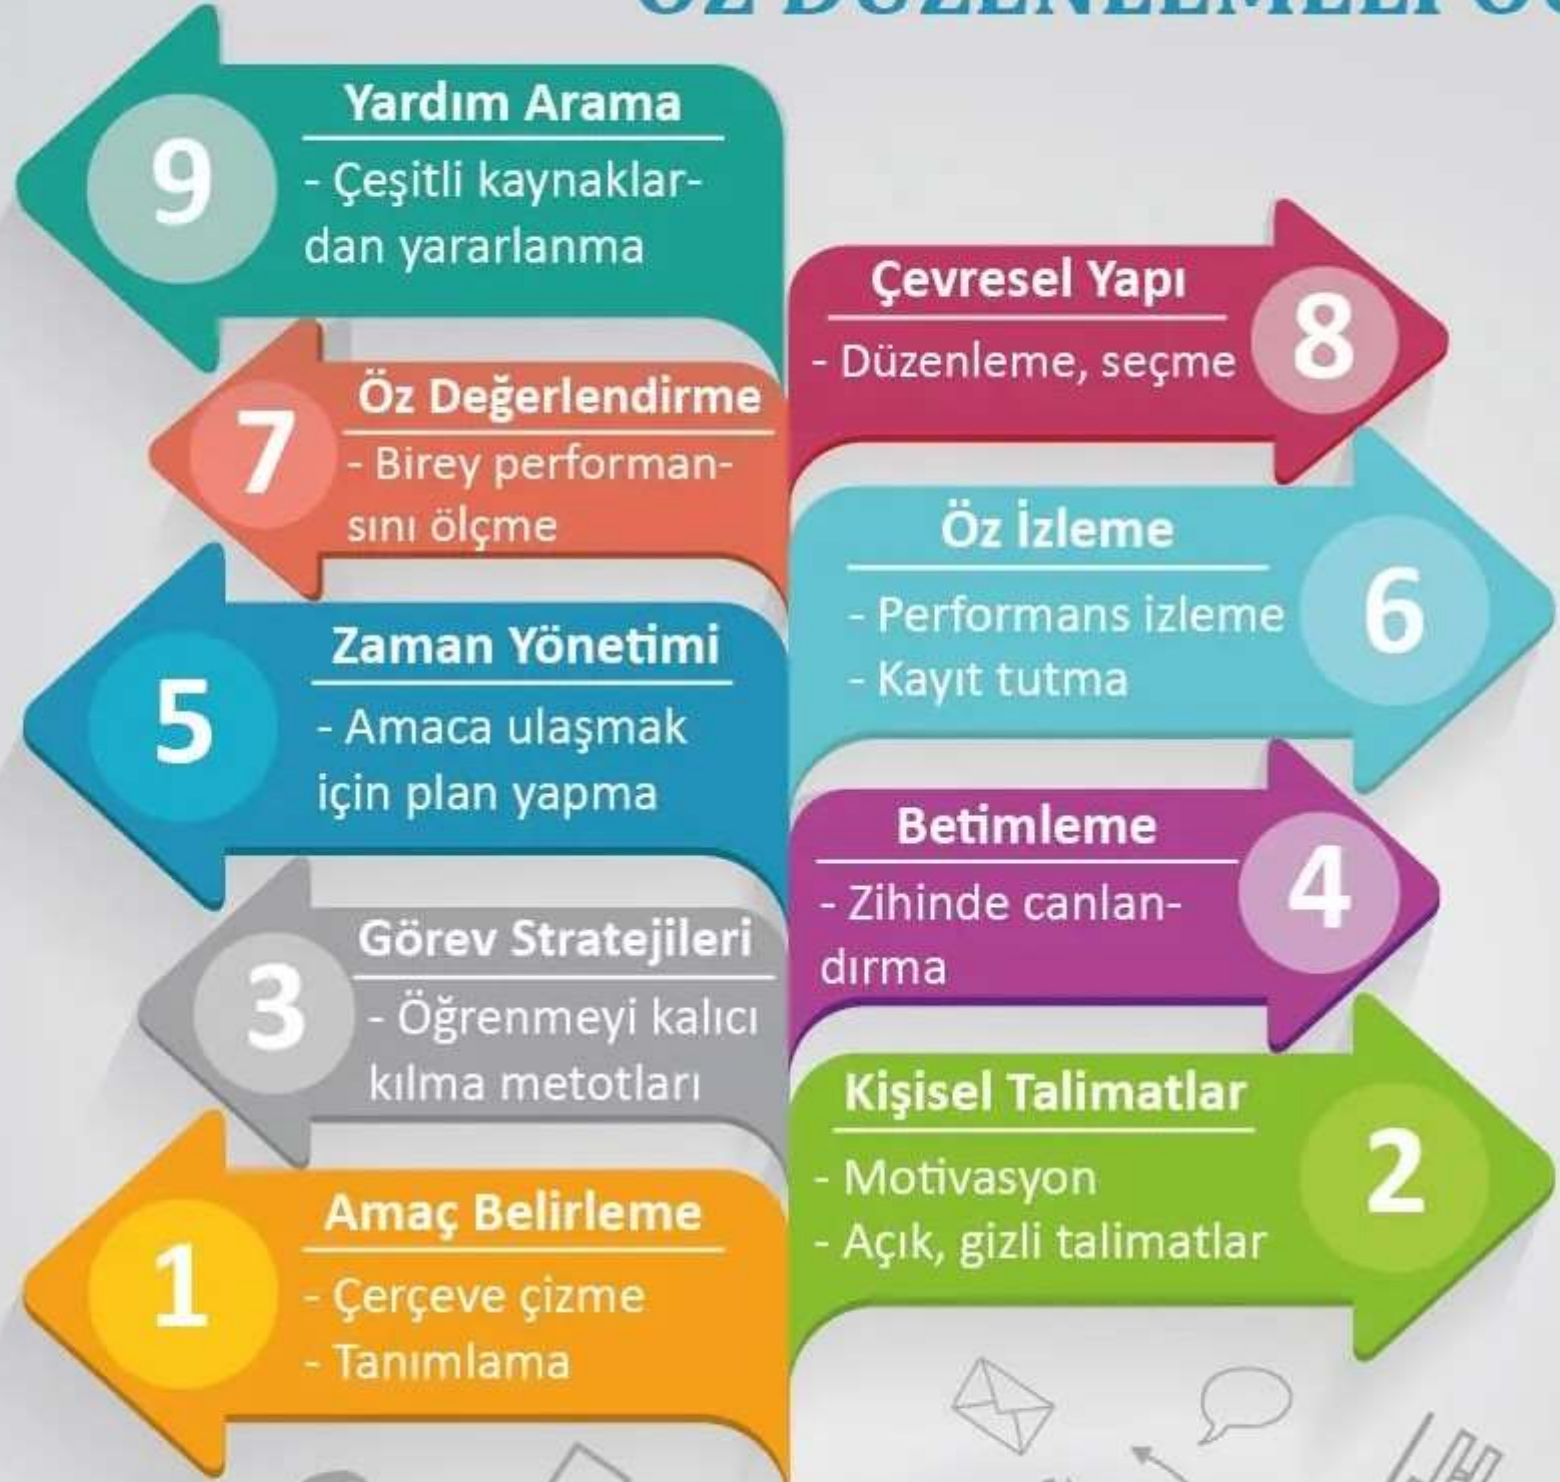 9
Yardım Arama
- Çeşitli kaynaklar-
dan yararlanma
Çevresel Yapı
- Düzenleme, seçme
8
7
Öz Değerlendirme
- Birey performan-
sını ölçme
Öz İzleme
- Performans izleme
- Kayıt tutma
6
5
Zaman Yönetimi
- Amaca ulaşmak
için plan yapma
Betimleme
- Zihinde canlan-
dırma
4
3
Görev Stratejileri
- Öğrenmeyi kalıcı
kılma metotları
Kişisel Talimatlar
- Motivasyon
- Açık, gizli talimatlar
2
1
Amaç Belirleme
- Çerçeve çizme
- Tanımlama